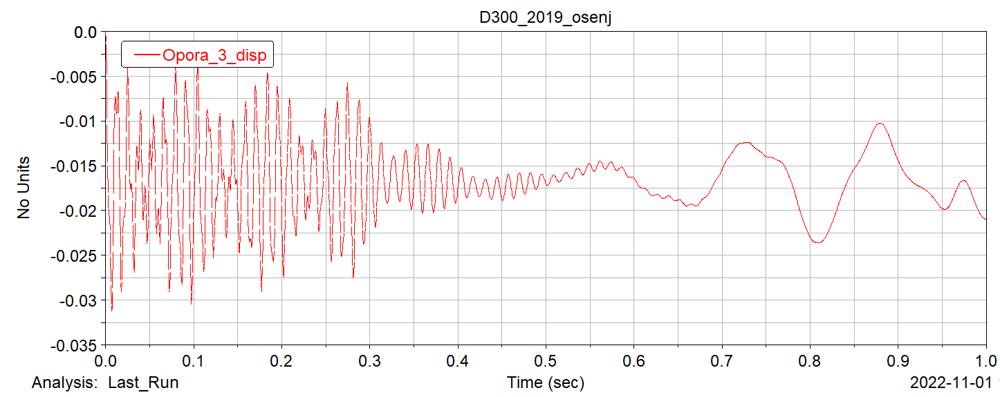 D300_2019_osenj
0.0
Opora_3_disp
-0.005
-0.01
-0.015
No Units
-0.02
-0.025
-0.03
-0.035
0.0 0.1 0.2 0.3 0.4 0.5 0.6 0.7 0.8 0.9 1.0
Analysis: Last_Run Time (sec) 2022-11-01